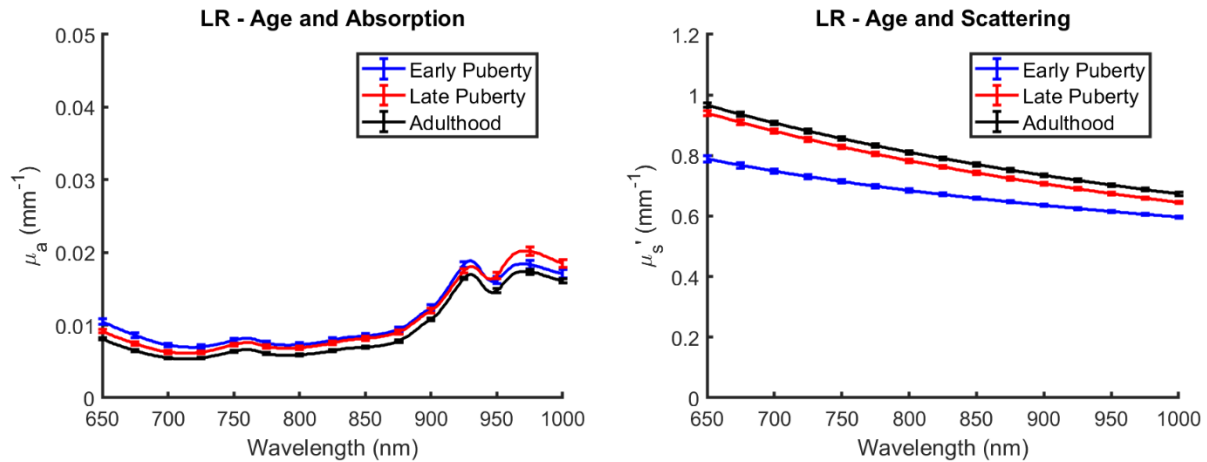 LR - Age and Absorption
0.05
0.04
0.03
0.02
0.01
0
μa (mm⁻¹)
Early Puberty
Late Puberty
Adulthood
650 700 750 800 850 900 950 1000
Wavelength (nm)
LR - Age and Scattering
1.2
1
0.8
0.6
0.4
0.2
0
μs' (mm⁻¹)
Early Puberty
Late Puberty
Adulthood
650 700 750 800 850 900 950 1000
Wavelength (nm)